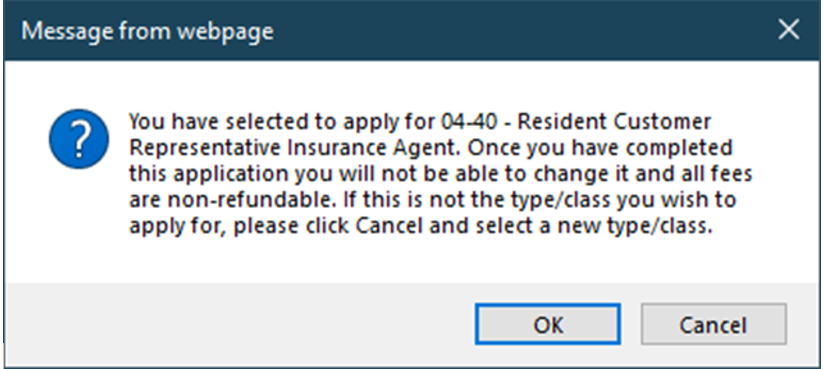 Message from webpage
You have selected to apply for 04-40 - Resident Customer
Representative Insurance Agent. Once you have completed
this application you will not be able to change it and all fees
are non-refundable. If this is not the type/class you wish to
apply for, please click Cancel and select a new type/class.
OK Cancel